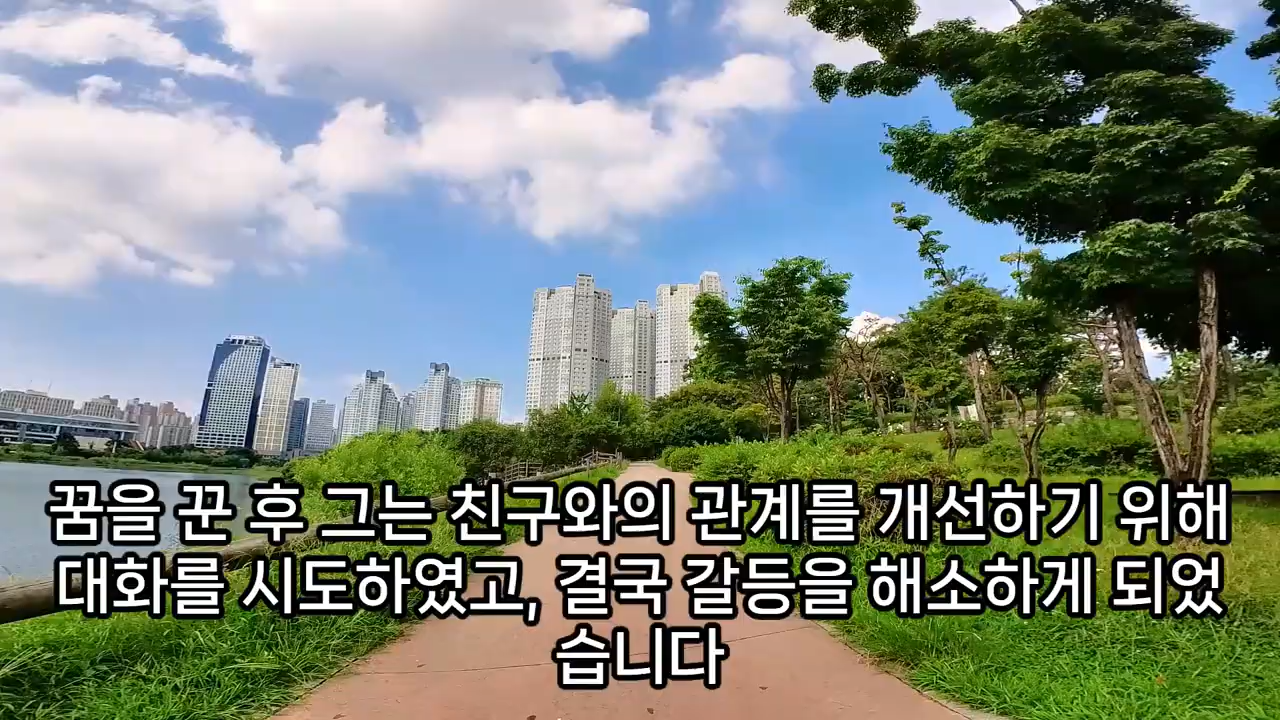 꿈을 꾼 후 그는 친구와의 관계를 개선하기 위해
대화를 시도하였고, 결국 갈등을 해소하게 되었
습니다